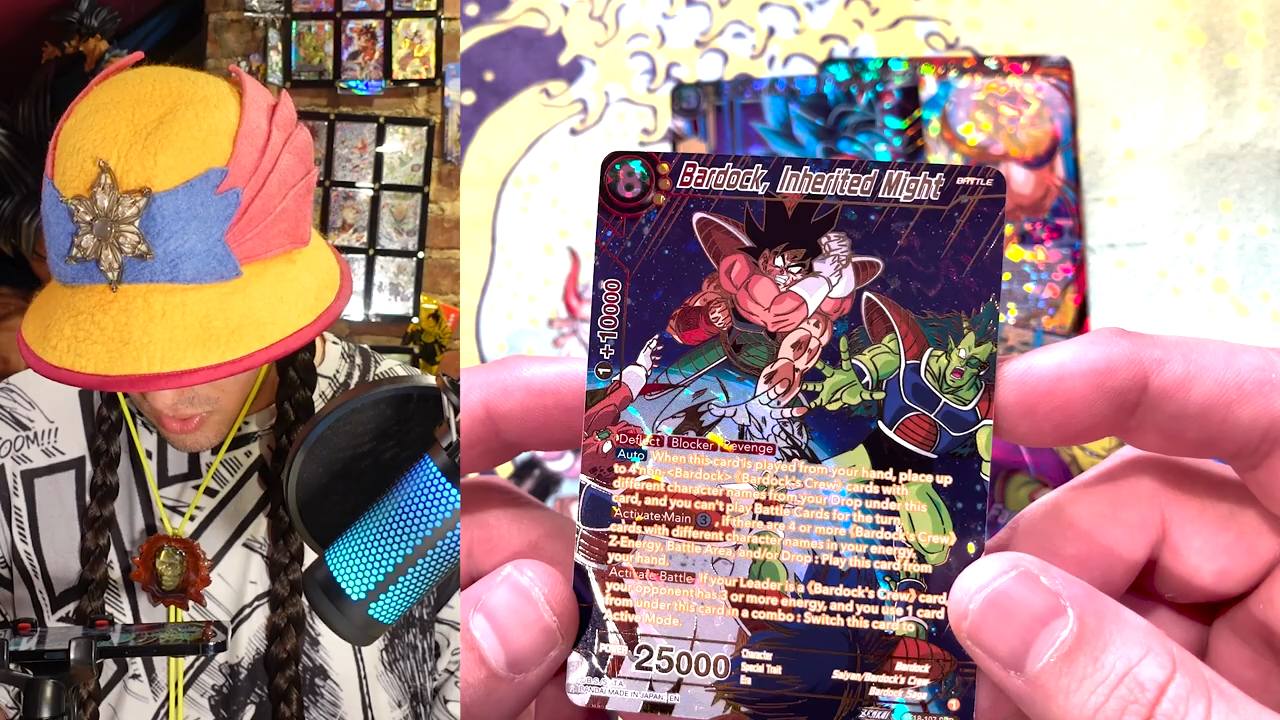 OOM!!!
8
Bardock, Inherited Might
BATTLE
1 +10000
Deflect Blocker Revenge
Auto When this card is played from your hand, place up
to 4 non-<Bardock> 《Bardock's Crew》 cards with
different character names from your Drop under this
card, and you can't play Battle Cards for the turn.
Activate:Main 3 , if there are 4 or more 《Bardock's Crew》
cards with different character names in your energy,
Z-Energy, Battle Area, and/or Drop : Play this card from
your hand.
Activate Battle If your Leader is a 《Bardock's Crew》 card,
your opponent has 3 or more energy, and you use 1 card
from under this card in a combo : Switch this card to
Active Mode.
POWER 25000
Character Bardock
Special Trait Saiyan/Bardock's Crew
Era Bardock Saga
BANDAI MADE IN JAPAN EN